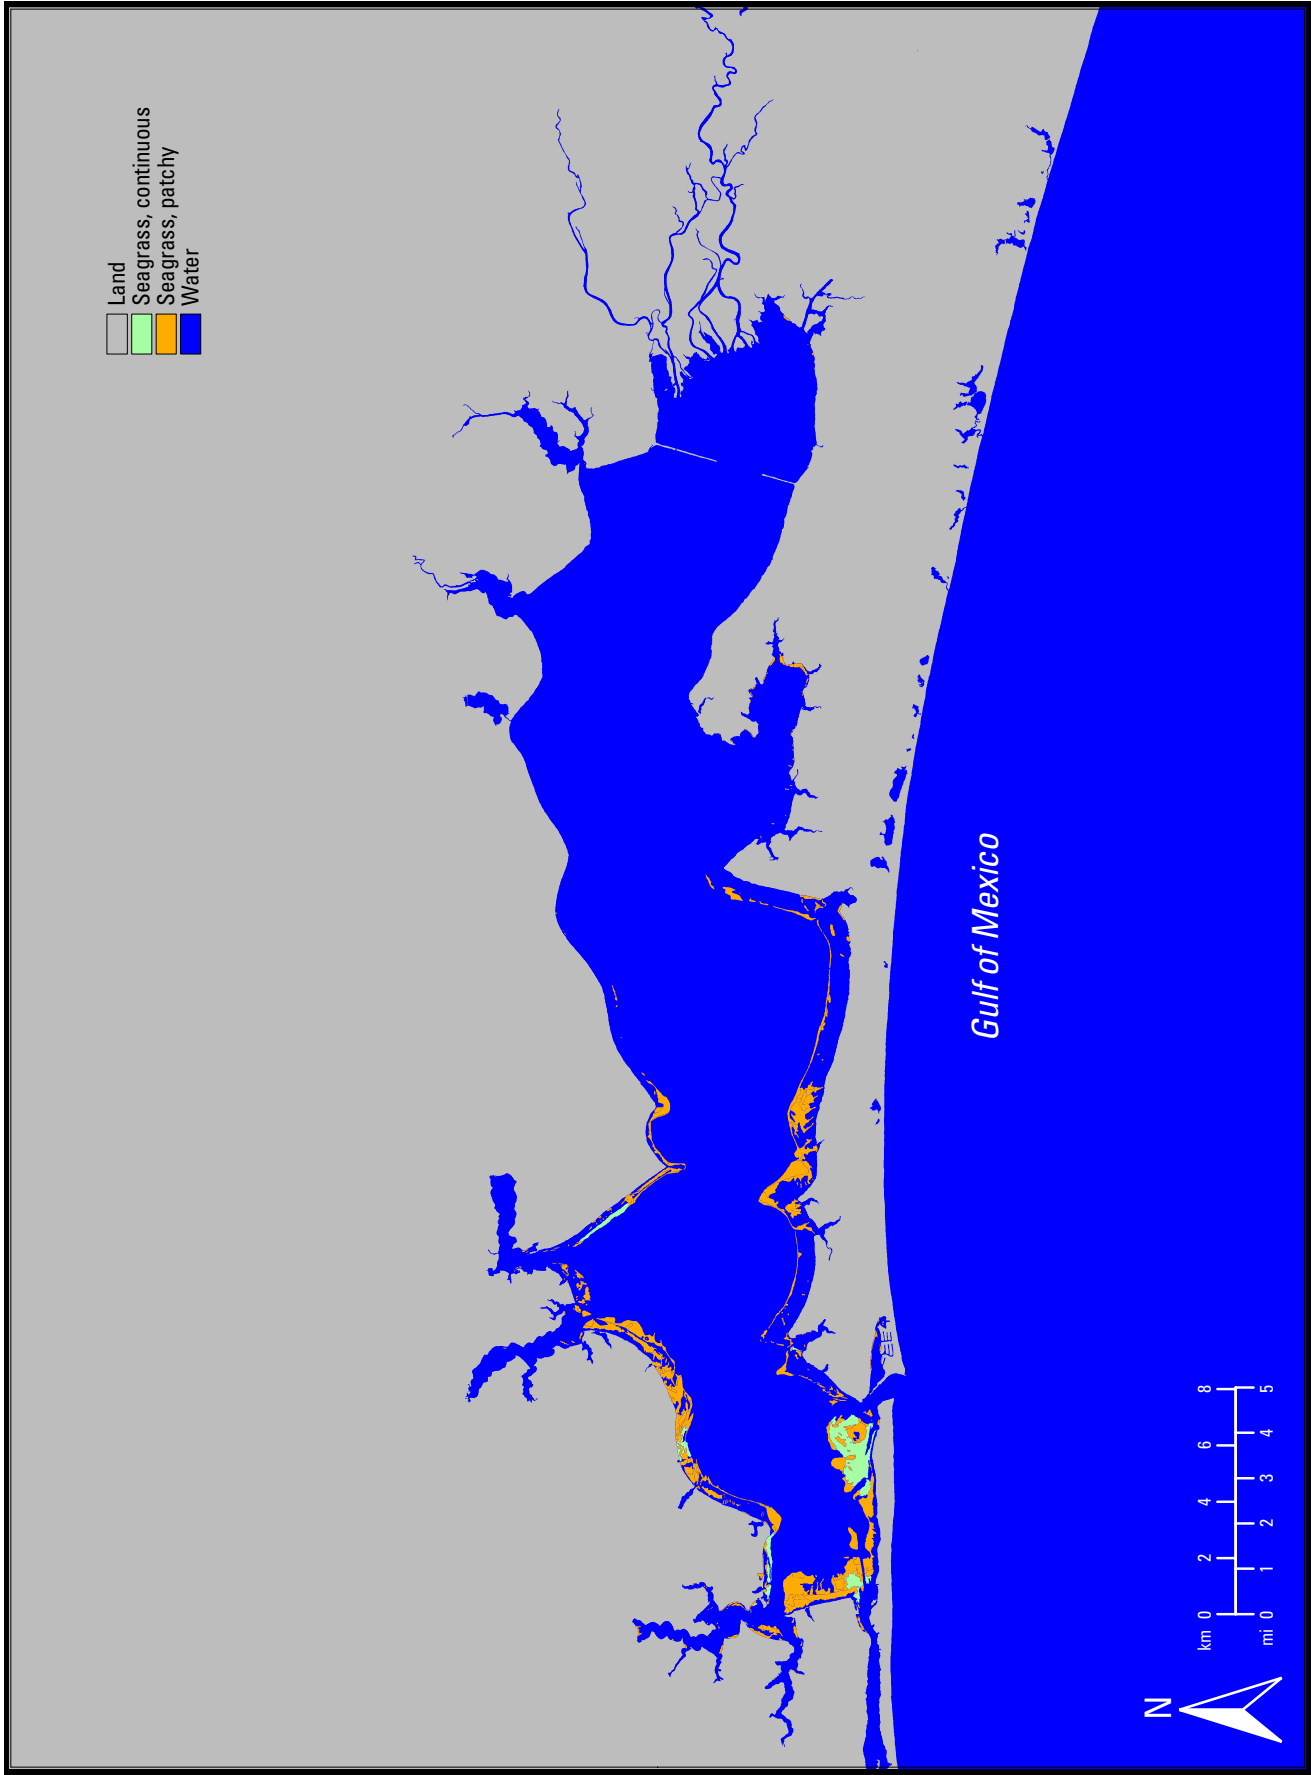 Land
Seagrass, continuous
Seagrass, patchy
Water
Gulf of Mexico
km 0 2 4 6 8
mi 0 1 2 3 4 5
N